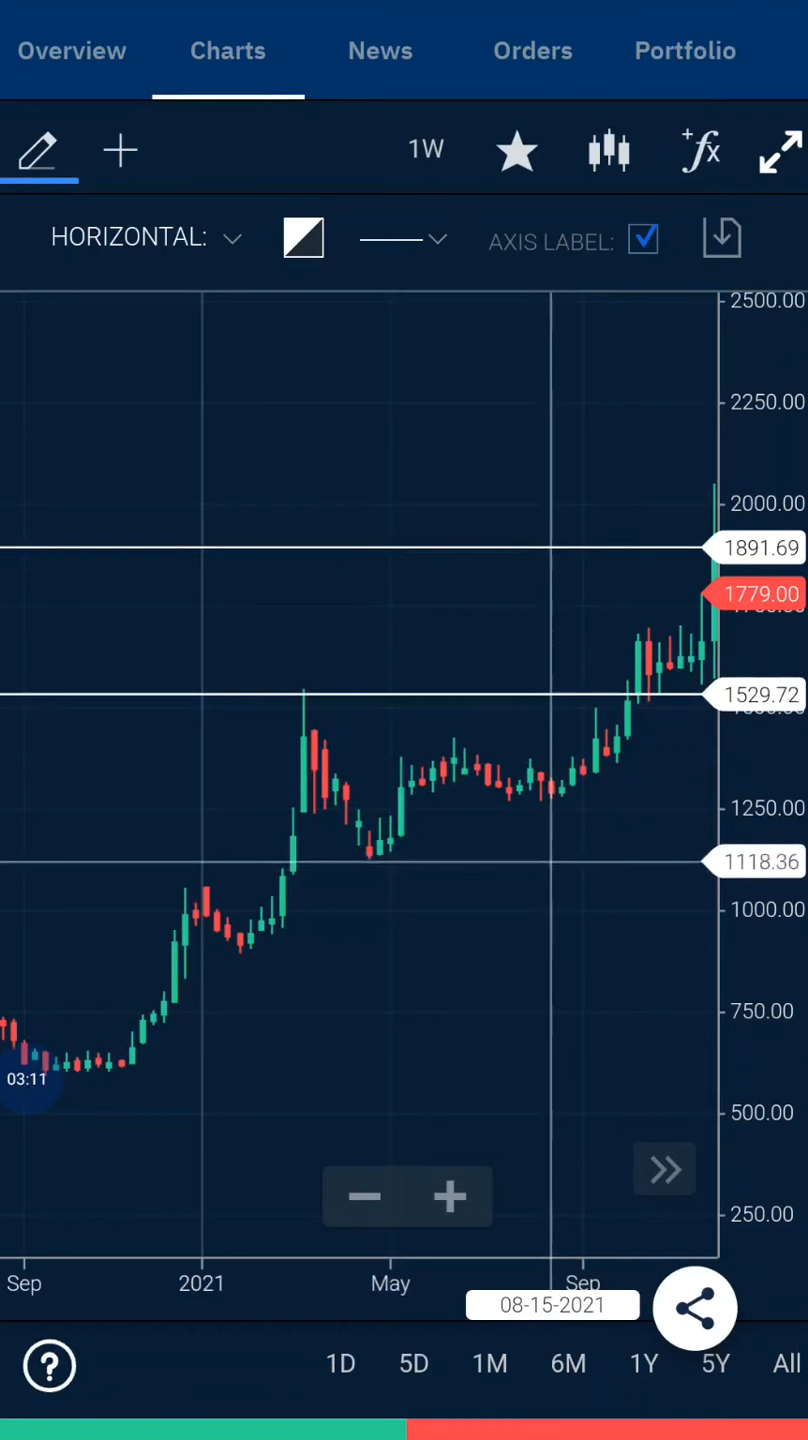 Overview Charts News Orders Portfolio
1W +fx
HORIZONTAL: AXIS LABEL:
2500.00
2250.00
2000.00
1891.69
1779.00
1529.72
1250.00
1118.36
1000.00
750.00
03:11
500.00
250.00
Sep 2021 May Sep
08-15-2021
? 1D 5D 1M 6M 1Y 5Y All